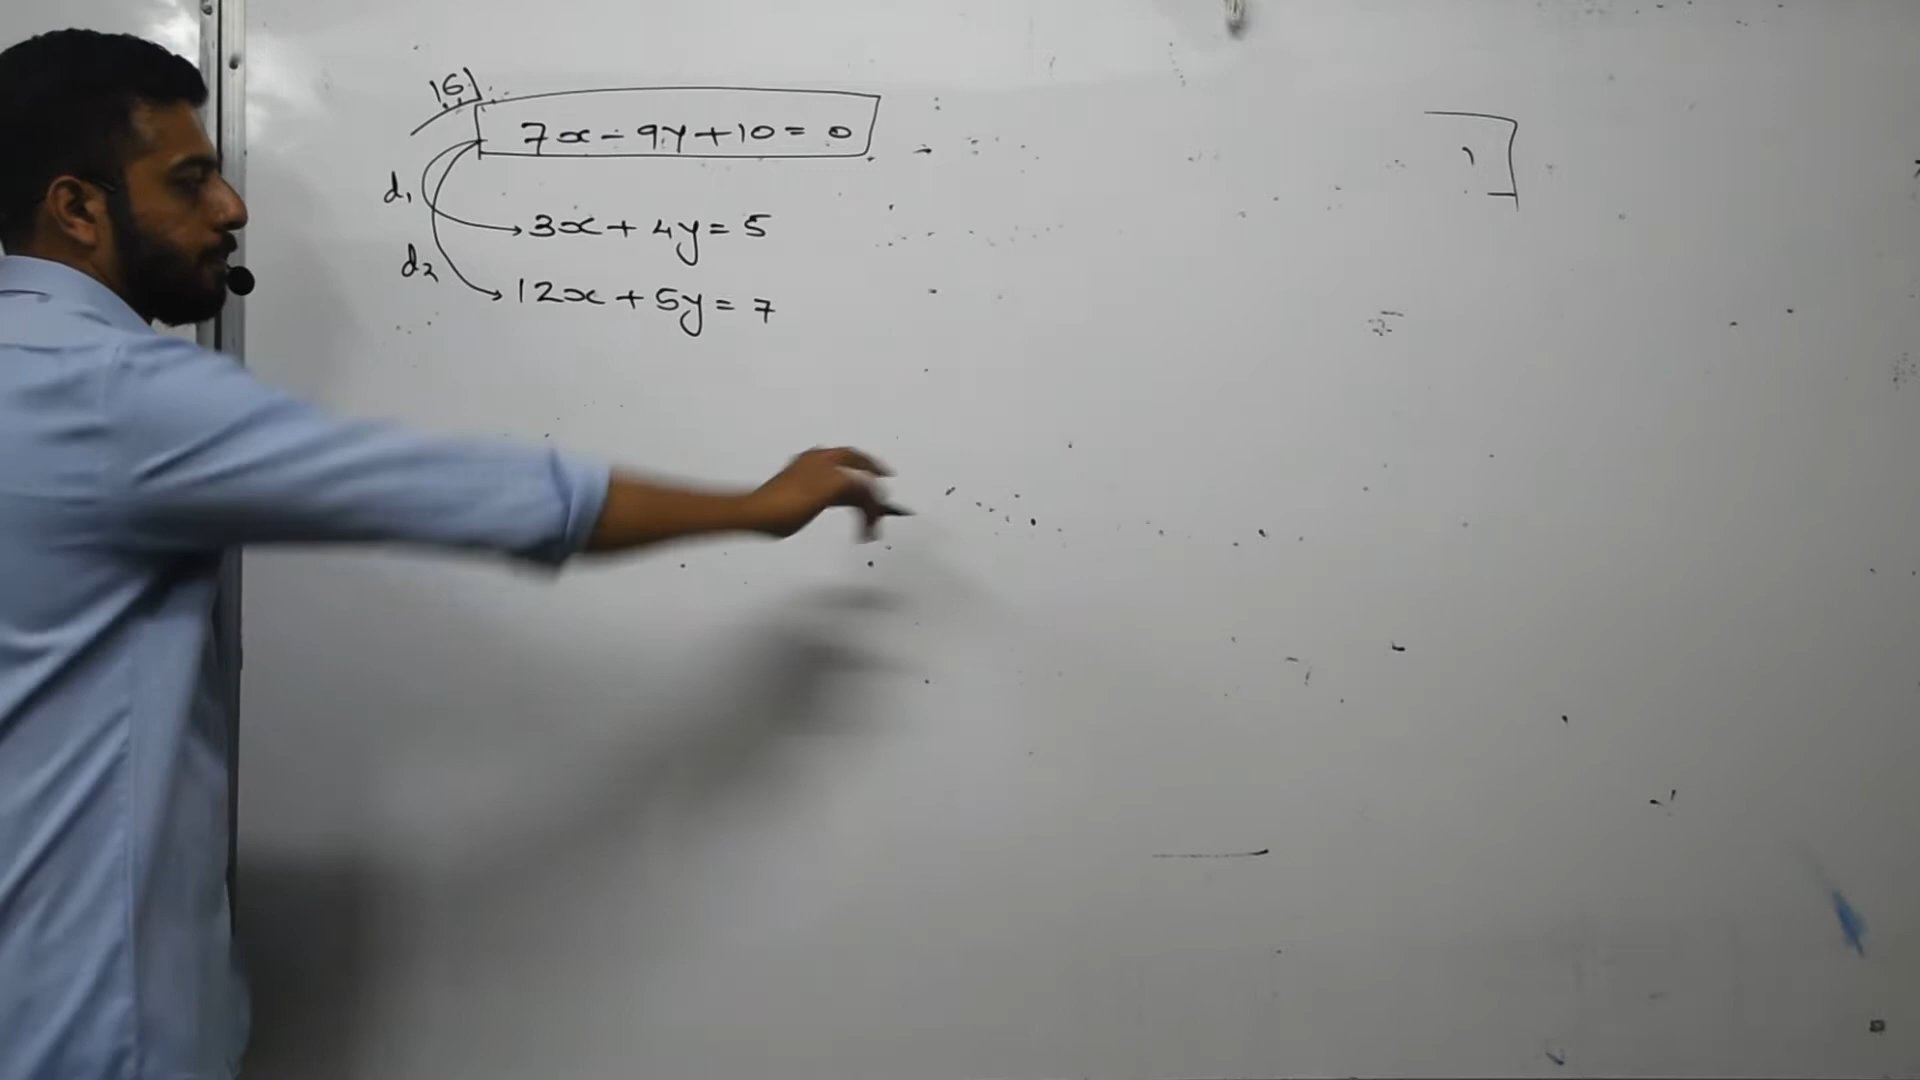 16)
7x - 9y + 10 = 0
d₁
3x + 4y = 5
d₂
12x + 5y = 7